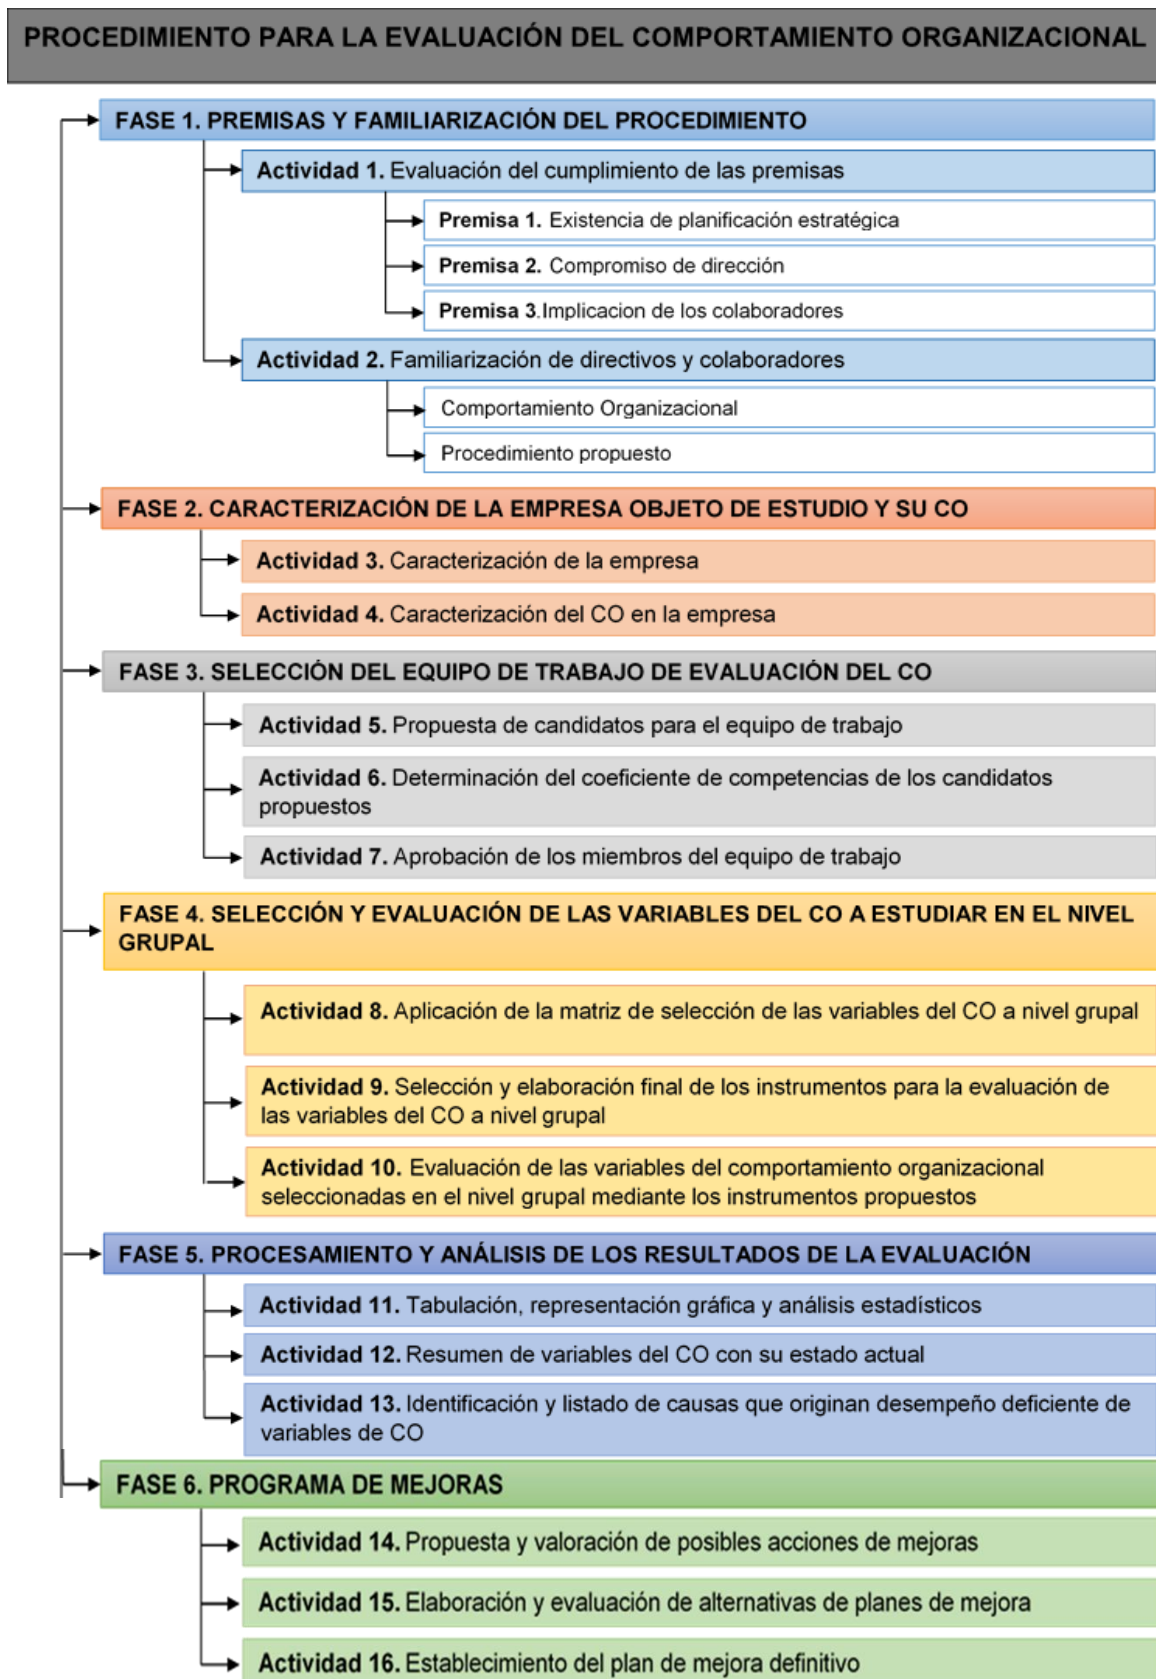 PROCEDIMIENTO PARA LA EVALUACIÓN DEL COMPORTAMIENTO ORGANIZACIONAL
FASE 1. PREMISAS Y FAMILIARIZACIÓN DEL PROCEDIMIENTO
Actividad 1. Evaluación del cumplimiento de las premisas
Premisa 1. Existencia de planificación estratégica
Premisa 2. Compromiso de dirección
Premisa 3.Implicacion de los colaboradores
Actividad 2. Familiarización de directivos y colaboradores
Comportamiento Organizacional
Procedimiento propuesto
FASE 2. CARACTERIZACIÓN DE LA EMPRESA OBJETO DE ESTUDIO Y SU CO
Actividad 3. Caracterización de la empresa
Actividad 4. Caracterización del CO en la empresa
FASE 3. SELECCIÓN DEL EQUIPO DE TRABAJO DE EVALUACIÓN DEL CO
Actividad 5. Propuesta de candidatos para el equipo de trabajo
Actividad 6. Determinación del coeficiente de competencias de los candidatos
propuestos
Actividad 7. Aprobación de los miembros del equipo de trabajo
FASE 4. SELECCIÓN Y EVALUACIÓN DE LAS VARIABLES DEL CO A ESTUDIAR EN EL NIVEL
GRUPAL
Actividad 8. Aplicación de la matriz de selección de las variables del CO a nivel grupal
Actividad 9. Selección y elaboración final de los instrumentos para la evaluación de
las variables del CO a nivel grupal
Actividad 10. Evaluación de las variables del comportamiento organizacional
seleccionadas en el nivel grupal mediante los instrumentos propuestos
FASE 5. PROCESAMIENTO Y ANÁLISIS DE LOS RESULTADOS DE LA EVALUACIÓN
Actividad 11. Tabulación, representación gráfica y análisis estadísticos
Actividad 12. Resumen de variables del CO con su estado actual
Actividad 13. Identificación y listado de causas que originan desempeño deficiente de
variables de CO
FASE 6. PROGRAMA DE MEJORAS
Actividad 14. Propuesta y valoración de posibles acciones de mejoras
Actividad 15. Elaboración y evaluación de alternativas de planes de mejora
Actividad 16. Establecimiento del plan de mejora definitivo